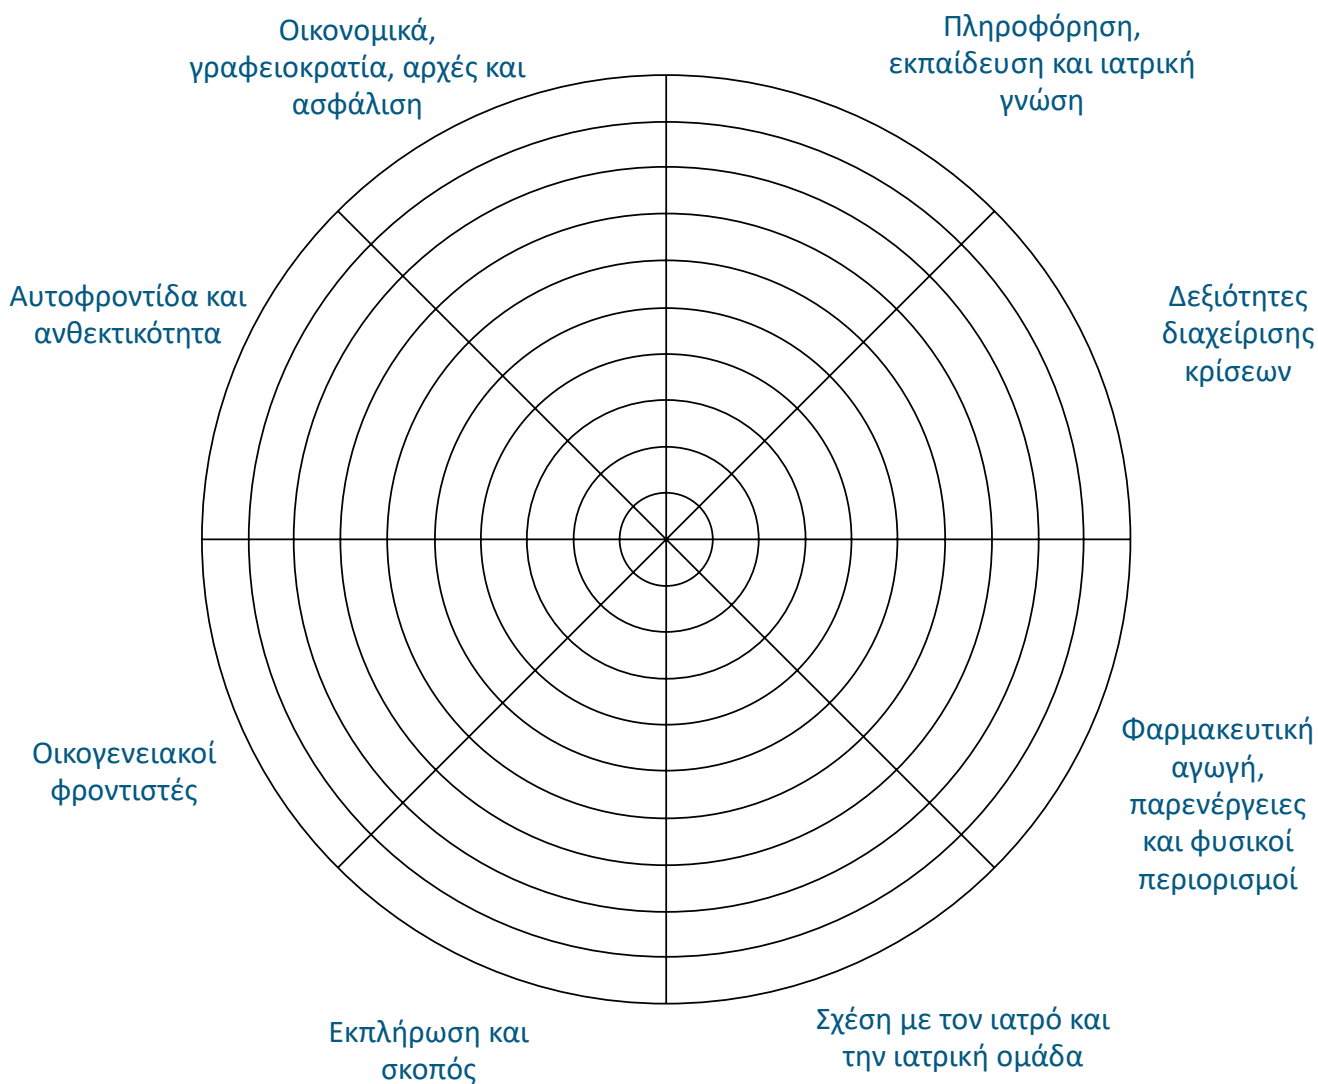 Οικονομικά,
γραφειοκρατία, αρχές και
ασφάλιση
Πληροφόρηση,
εκπαίδευση και ιατρική
γνώση
Αυτοφροντίδα και
ανθεκτικότητα
Δεξιότητες
διαχείρισης
κρίσεων
Οικογενειακοί
φροντιστές
Φαρμακευτική
αγωγή,
παρενέργειες
και φυσικοί
περιορισμοί
Εκπλήρωση και
σκοπός
Σχέση με τον ιατρό και
την ιατρική ομάδα